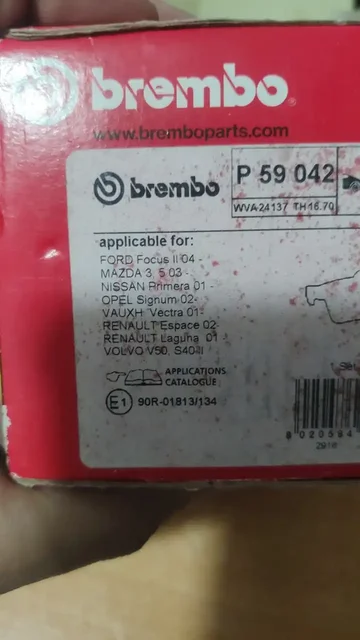 brembo
www.bremboparts.com
brembo
P 59 042
WVA 24137 TH 16.70
applicable for:
FORD Focus II 04 -
MAZDA 3, 5 03 -
NISSAN Primera 01 -
OPEL Signum 02-
VAUXH Vectra 01-
RENAULT Espace 02-
RENAULT Laguna 01
VOLVO V50, S40-II
APPLICATIONS
CATALOGUE
E1 90R-01813/134
8 020584